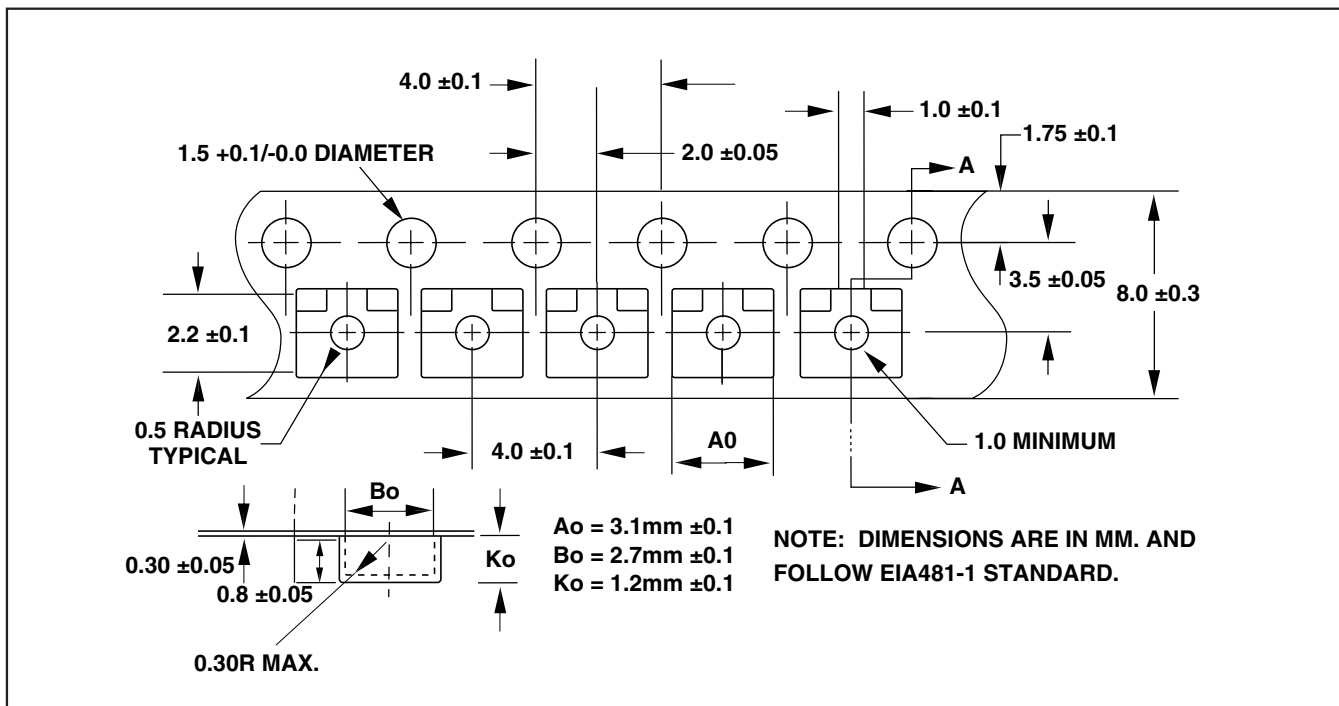 4.0 ±0.1
1.0 ±0.1
1.75 ±0.1
1.5 +0.1/-0.0 DIAMETER
2.0 ±0.05
A
3.5 ±0.05
8.0 ±0.3
2.2 ±0.1
0.5 RADIUS
TYPICAL
4.0 ±0.1
A0
1.0 MINIMUM
A
Bo
Ko
0.30 ±0.05
0.8 ±0.05
0.30R MAX.
Ao = 3.1mm ±0.1
Bo = 2.7mm ±0.1
Ko = 1.2mm ±0.1
NOTE: DIMENSIONS ARE IN MM. AND
FOLLOW EIA481-1 STANDARD.